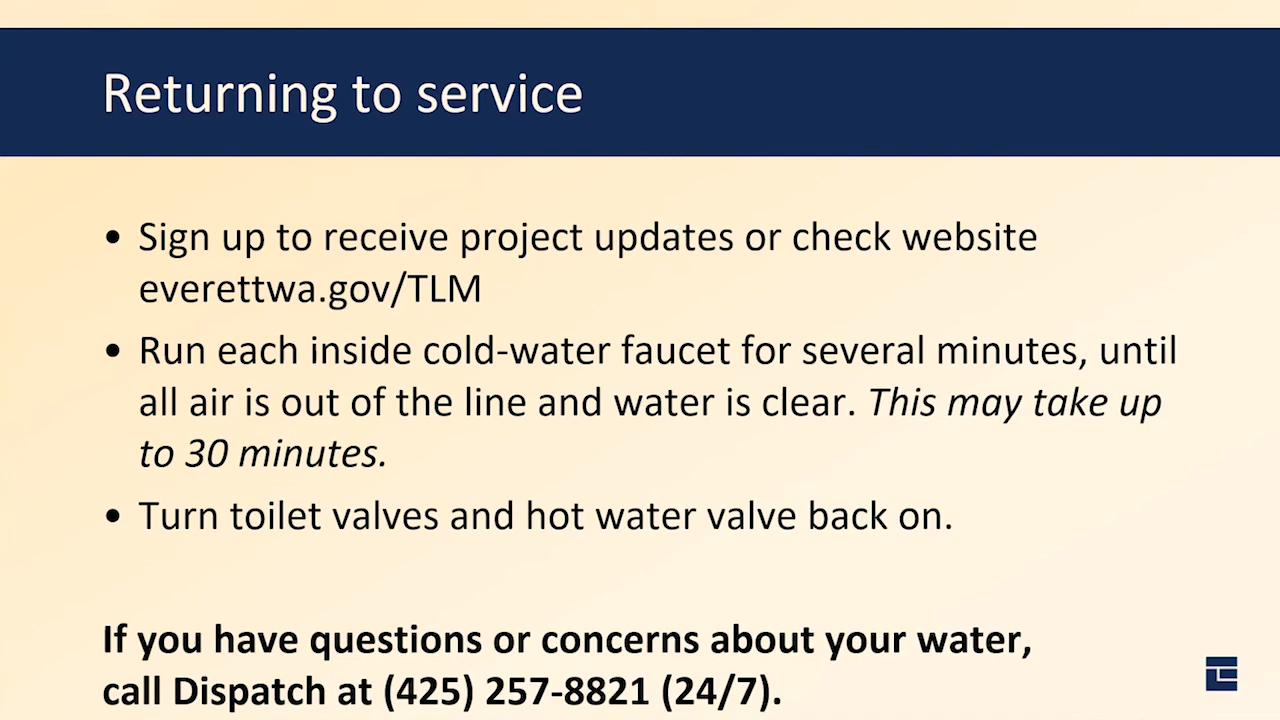 Returning to service
• Sign up to receive project updates or check website
everettwa.gov/TLM
• Run each inside cold-water faucet for several minutes, until
all air is out of the line and water is clear. This may take up
to 30 minutes.
• Turn toilet valves and hot water valve back on.
If you have questions or concerns about your water,
call Dispatch at (425) 257-8821 (24/7).